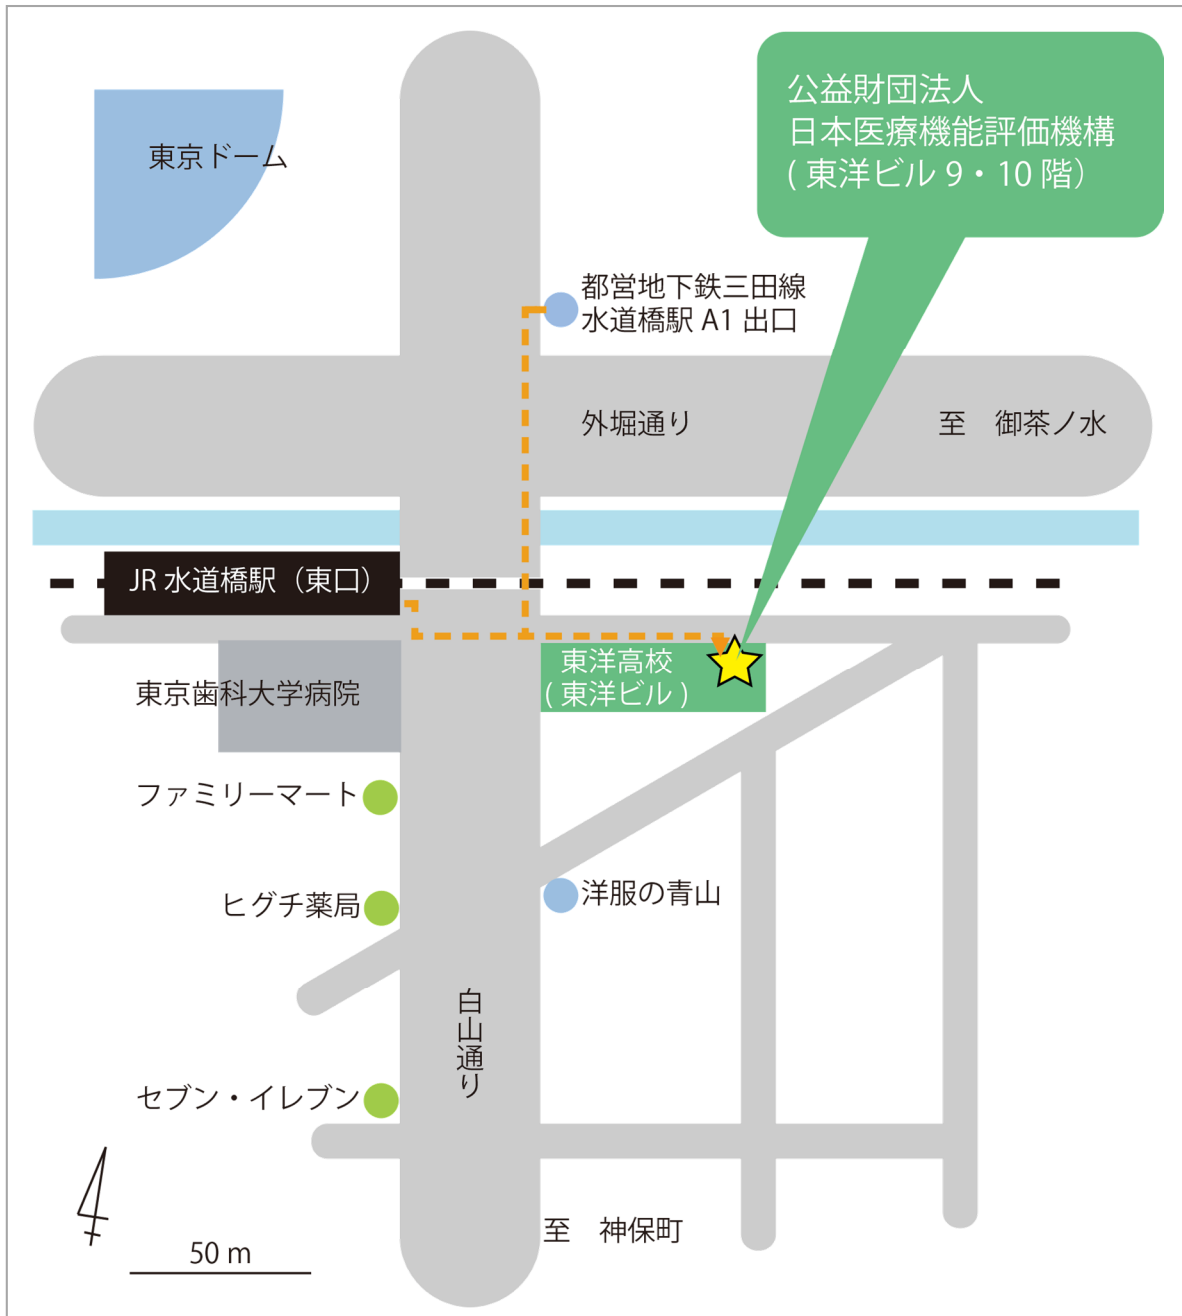 公益財団法人
日本医療機能評価機構
( 東洋ビル 9・10 階）
東京ドーム
都営地下鉄三田線
水道橋駅 A1 出口
外堀通り
至　御茶ノ水
JR 水道橋駅（東口）
東洋高校
( 東洋ビル )
東京歯科大学病院
ファミリーマート
ヒグチ薬局
洋服の青山
白山通り
セブン・イレブン
至　神保町
50 m